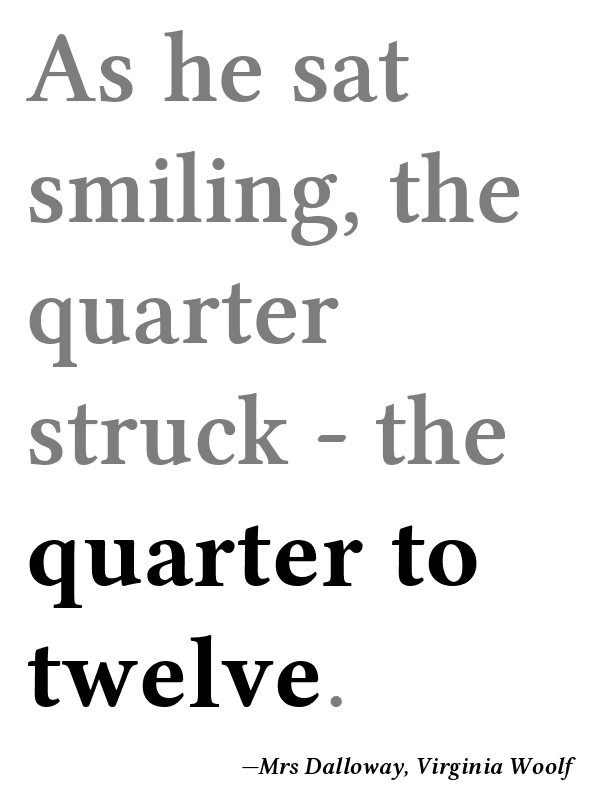 As he sat
smiling, the
quarter
struck - the
quarter to
twelve.
—Mrs Dalloway, Virginia Woolf